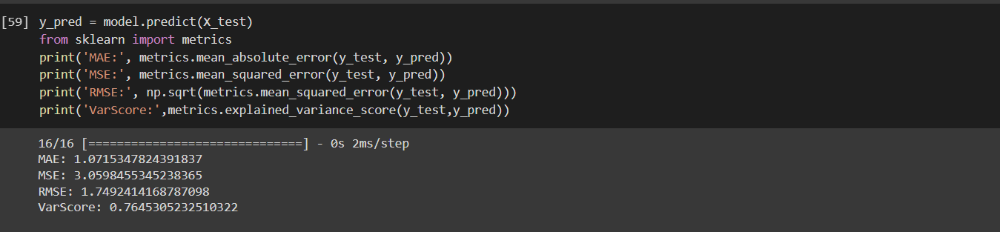 [59] y_pred = model.predict(X_test)
from sklearn import metrics
print('MAE:', metrics.mean_absolute_error(y_test, y_pred))
print('MSE:', metrics.mean_squared_error(y_test, y_pred))
print('RMSE:', np.sqrt(metrics.mean_squared_error(y_test, y_pred)))
print('VarScore:',metrics.explained_variance_score(y_test,y_pred))
16/16 [==============================] - 0s 2ms/step
MAE: 1.0715347824391837
MSE: 3.0598455345238365
RMSE: 1.7492414168787098
VarScore: 0.7645305232510322